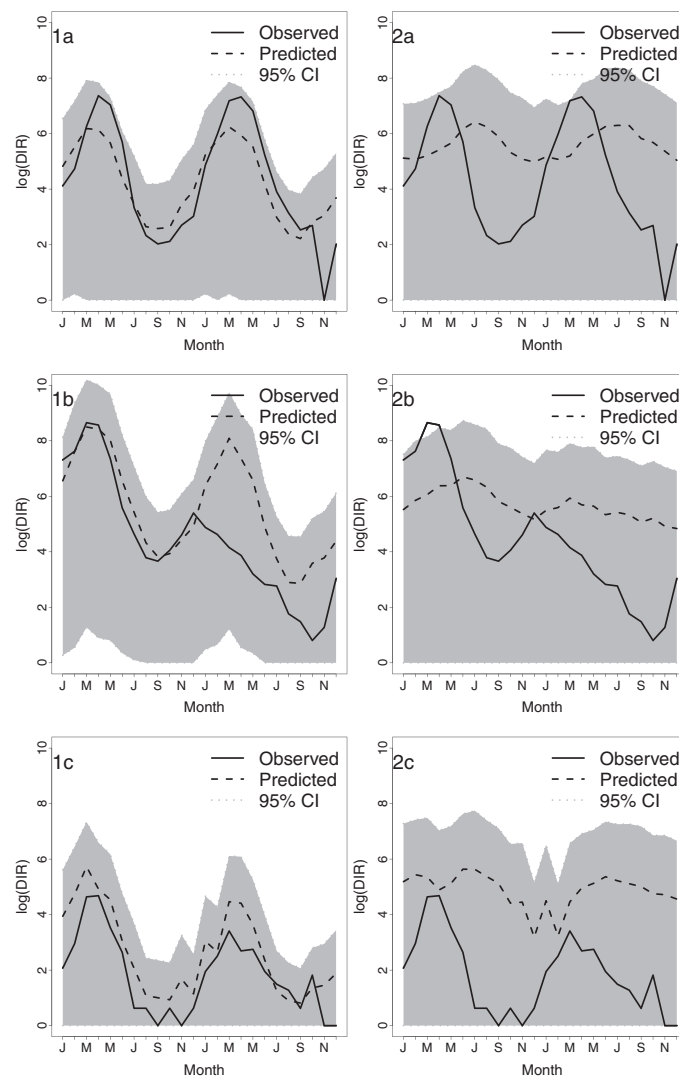 1a
Observed
Predicted
95% CI
log(DIR)
0 2 4 6 8 10
J M M J S N J M M J S N
Month
2a
Observed
Predicted
95% CI
log(DIR)
0 2 4 6 8 10
J M M J S N J M M J S N
Month
1b
Observed
Predicted
95% CI
log(DIR)
0 2 4 6 8 10
J M M J S N J M M J S N
Month
2b
Observed
Predicted
95% CI
log(DIR)
0 2 4 6 8 10
J M M J S N J M M J S N
Month
1c
Observed
Predicted
95% CI
log(DIR)
0 2 4 6 8 10
J M M J S N J M M J S N
Month
2c
Observed
Predicted
95% CI
log(DIR)
0 2 4 6 8 10
J M M J S N J M M J S N
Month